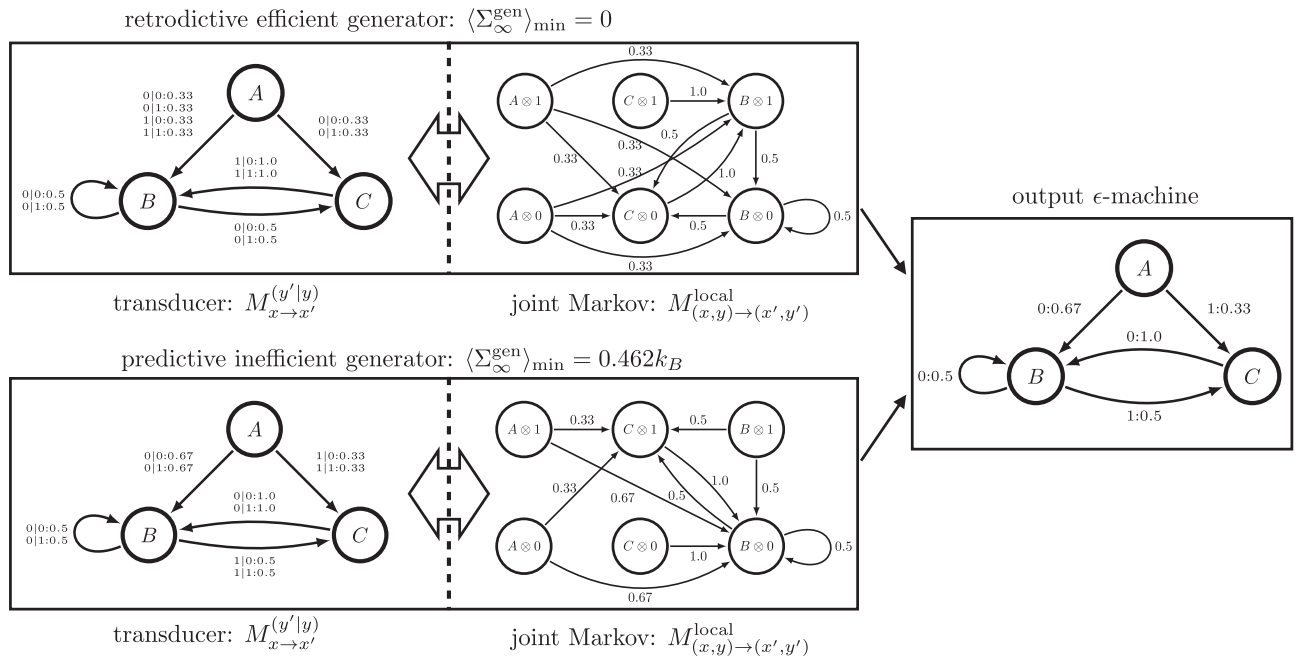 retrodictive efficient generator: ⟨Σ^gen_∞⟩_min = 0
A
0|0:0.33
0|1:0.33
1|0:0.33
1|1:0.33
0|0:0.33
0|1:0.33
1|0:1.0
1|1:1.0
0|0:0.5
0|1:0.5
B
C
0|0:0.5
0|1:0.5
0.33
A⊗1
C⊗1
1.0
B⊗1
0.5
0.33
0.33
0.5
0.33
1.0
A⊗0
C⊗0
B⊗0
0.33
0.5
0.5
0.33
transducer: M^(y′|y)_x→x′
joint Markov: M^local_(x,y)→(x′,y′)
predictive inefficient generator: ⟨Σ^gen_∞⟩_min = 0.462k_B
A
0|0:0.67
0|1:0.67
1|0:0.33
1|1:0.33
0|0:1.0
0|1:1.0
0|0:0.5
0|1:0.5
B
C
1|0:0.5
1|1:0.5
A⊗1
0.33
C⊗1
0.5
B⊗1
0.33
0.67
0.5
1.0
0.5
A⊗0
C⊗0
1.0
B⊗0
0.5
0.67
transducer: M^(y′|y)_x→x′
joint Markov: M^local_(x,y)→(x′,y′)
output ϵ-machine
A
0:0.67
1:0.33
0:1.0
0:0.5
B
C
1:0.5